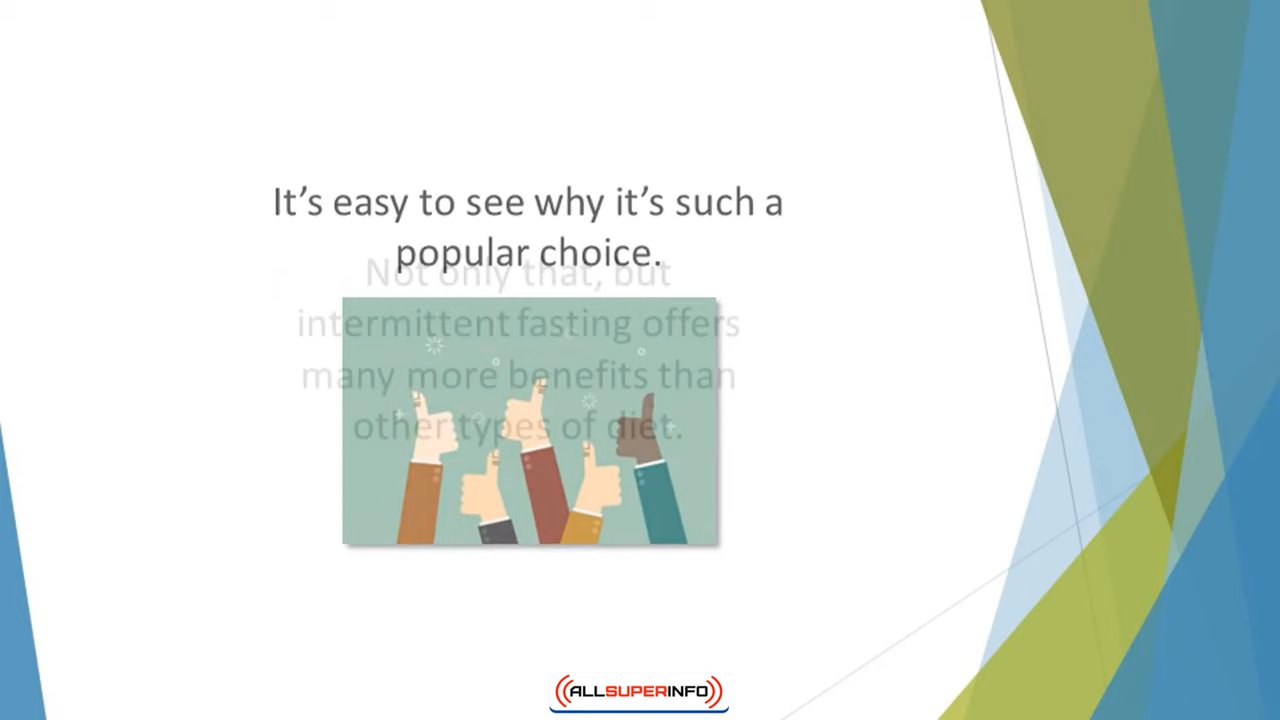 It’s easy to see why it’s such a
popular choice.
Not only that, but
intermittent fasting offers
many more benefits than
other types of diet.
ALLSUPERINFO